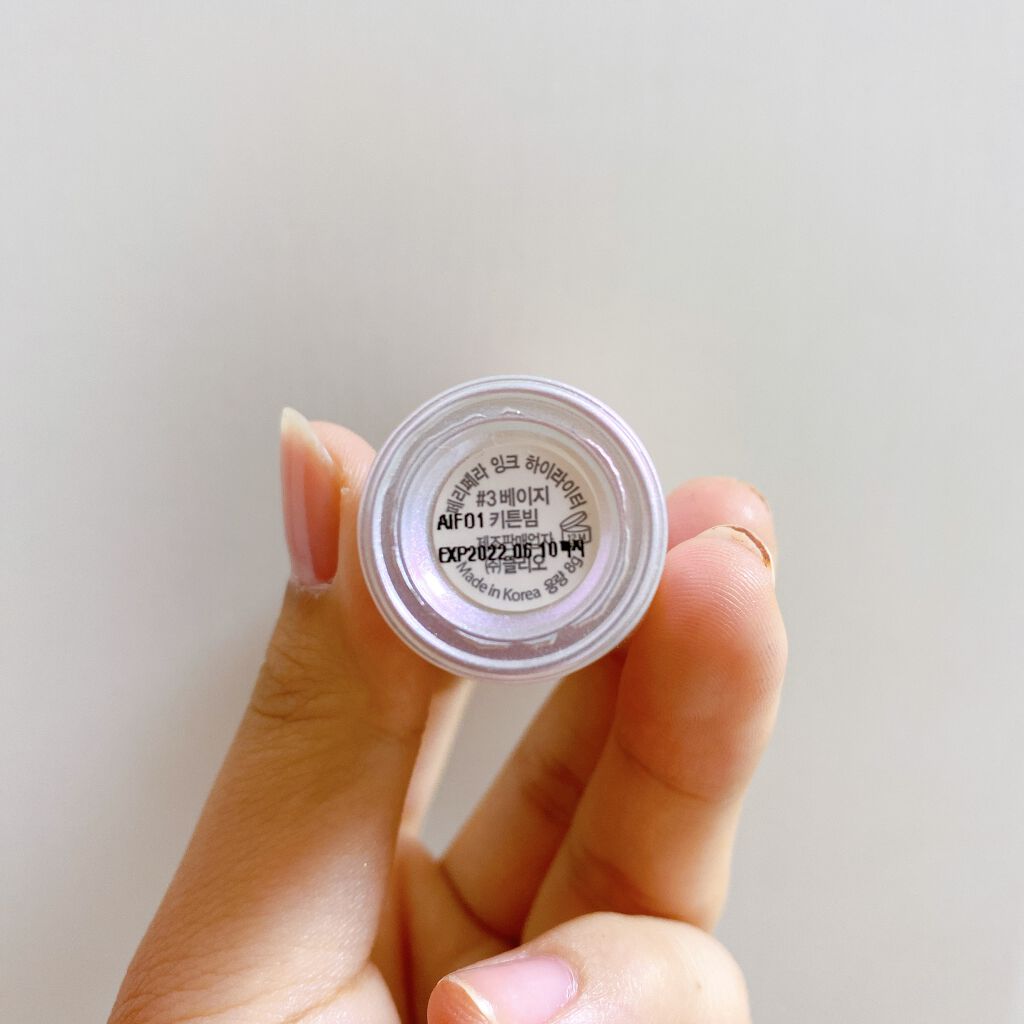 페리페라 잉크 하이라이터
#3 베이지
AIF01 키튼빔
제조판매업자
EXP2022 06 10 까지
㈜클리오
Made in Korea 용량 8g